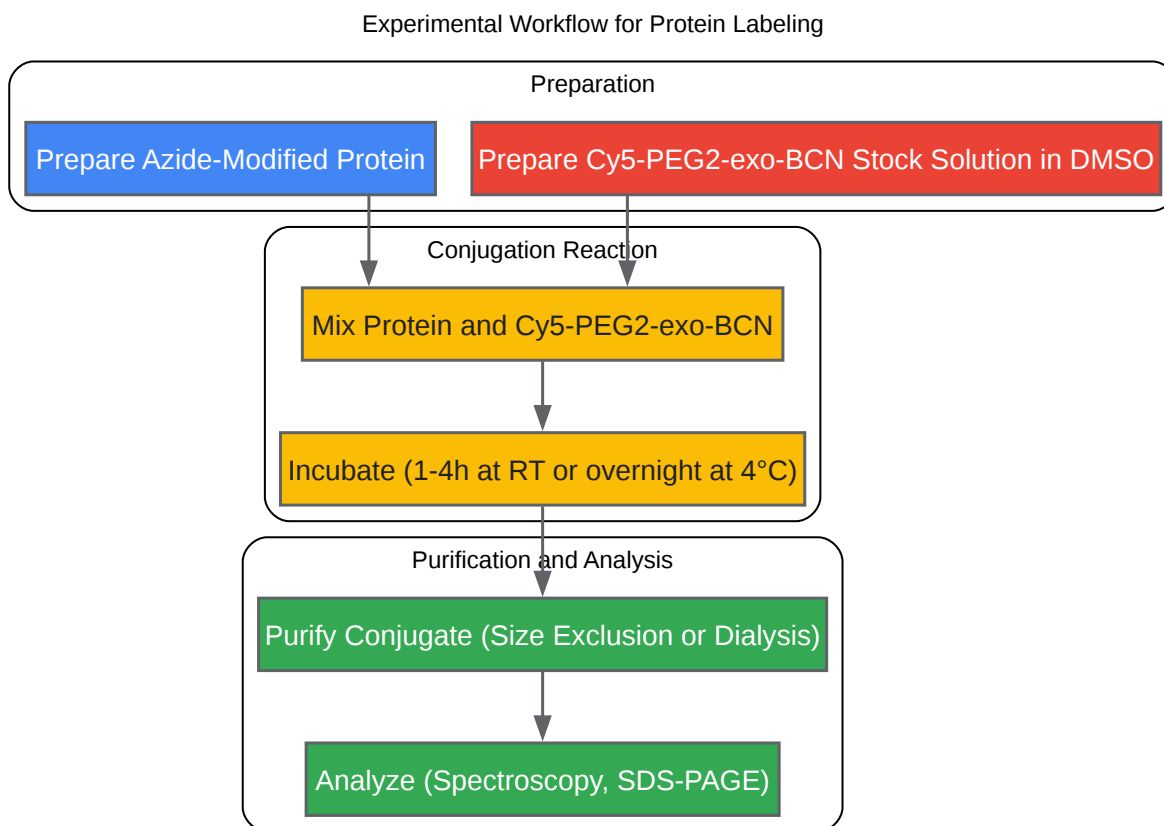 Experimental Workflow for Protein Labeling
Preparation
Prepare Azide-Modified Protein
Prepare Cy5-PEG2-exo-BCN Stock Solution in DMSO
Conjugation Reaction
Mix Protein and Cy5-PEG2-exo-BCN
Incubate (1-4h at RT or overnight at 4°C)
Purification and Analysis
Purify Conjugate (Size Exclusion or Dialysis)
Analyze (Spectroscopy, SDS-PAGE)